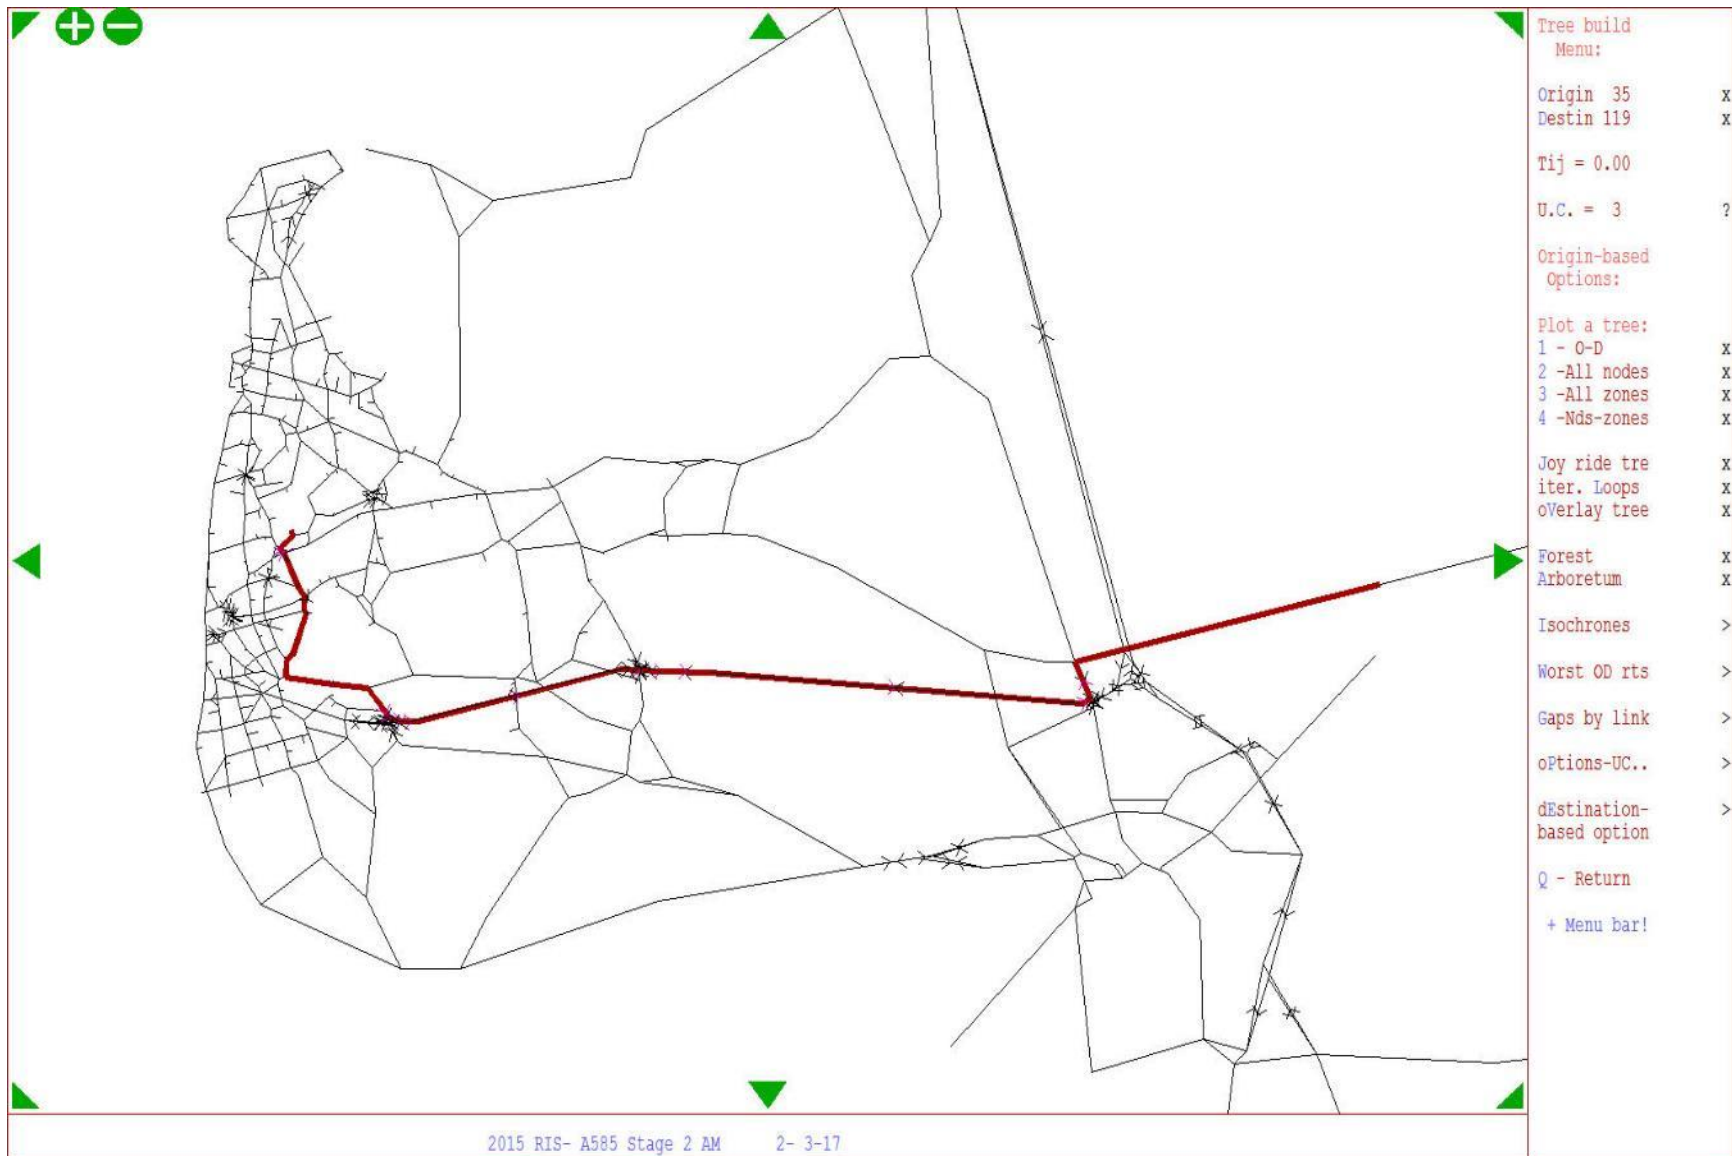 Tree build
Menu:
Origin 35 x
Destin 119 x
Tij = 0.00
U.C. = 3 ?
Origin-based
Options:
Plot a tree:
1 - O-D x
2 -All nodes x
3 -All zones x
4 -Nds-zones x
Joy ride tre x
iter. Loops x
oVerlay tree x
Forest x
Arboretum x
Isochrones >
Worst OD rts >
Gaps by link >
oPtions-UC.. >
dEstination- >
based option
Q - Return
+ Menu bar!
2015 RIS- A585 Stage 2 AM 2- 3-17